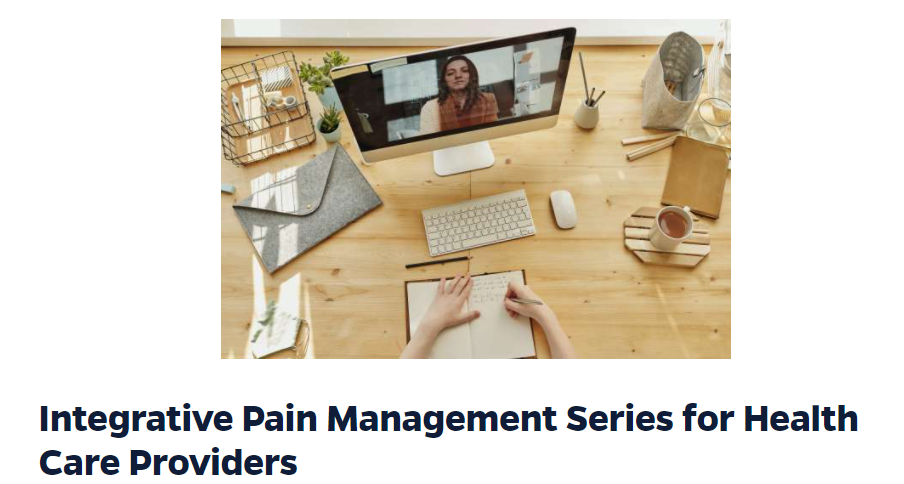 Integrative Pain Management Series for Health
Care Providers